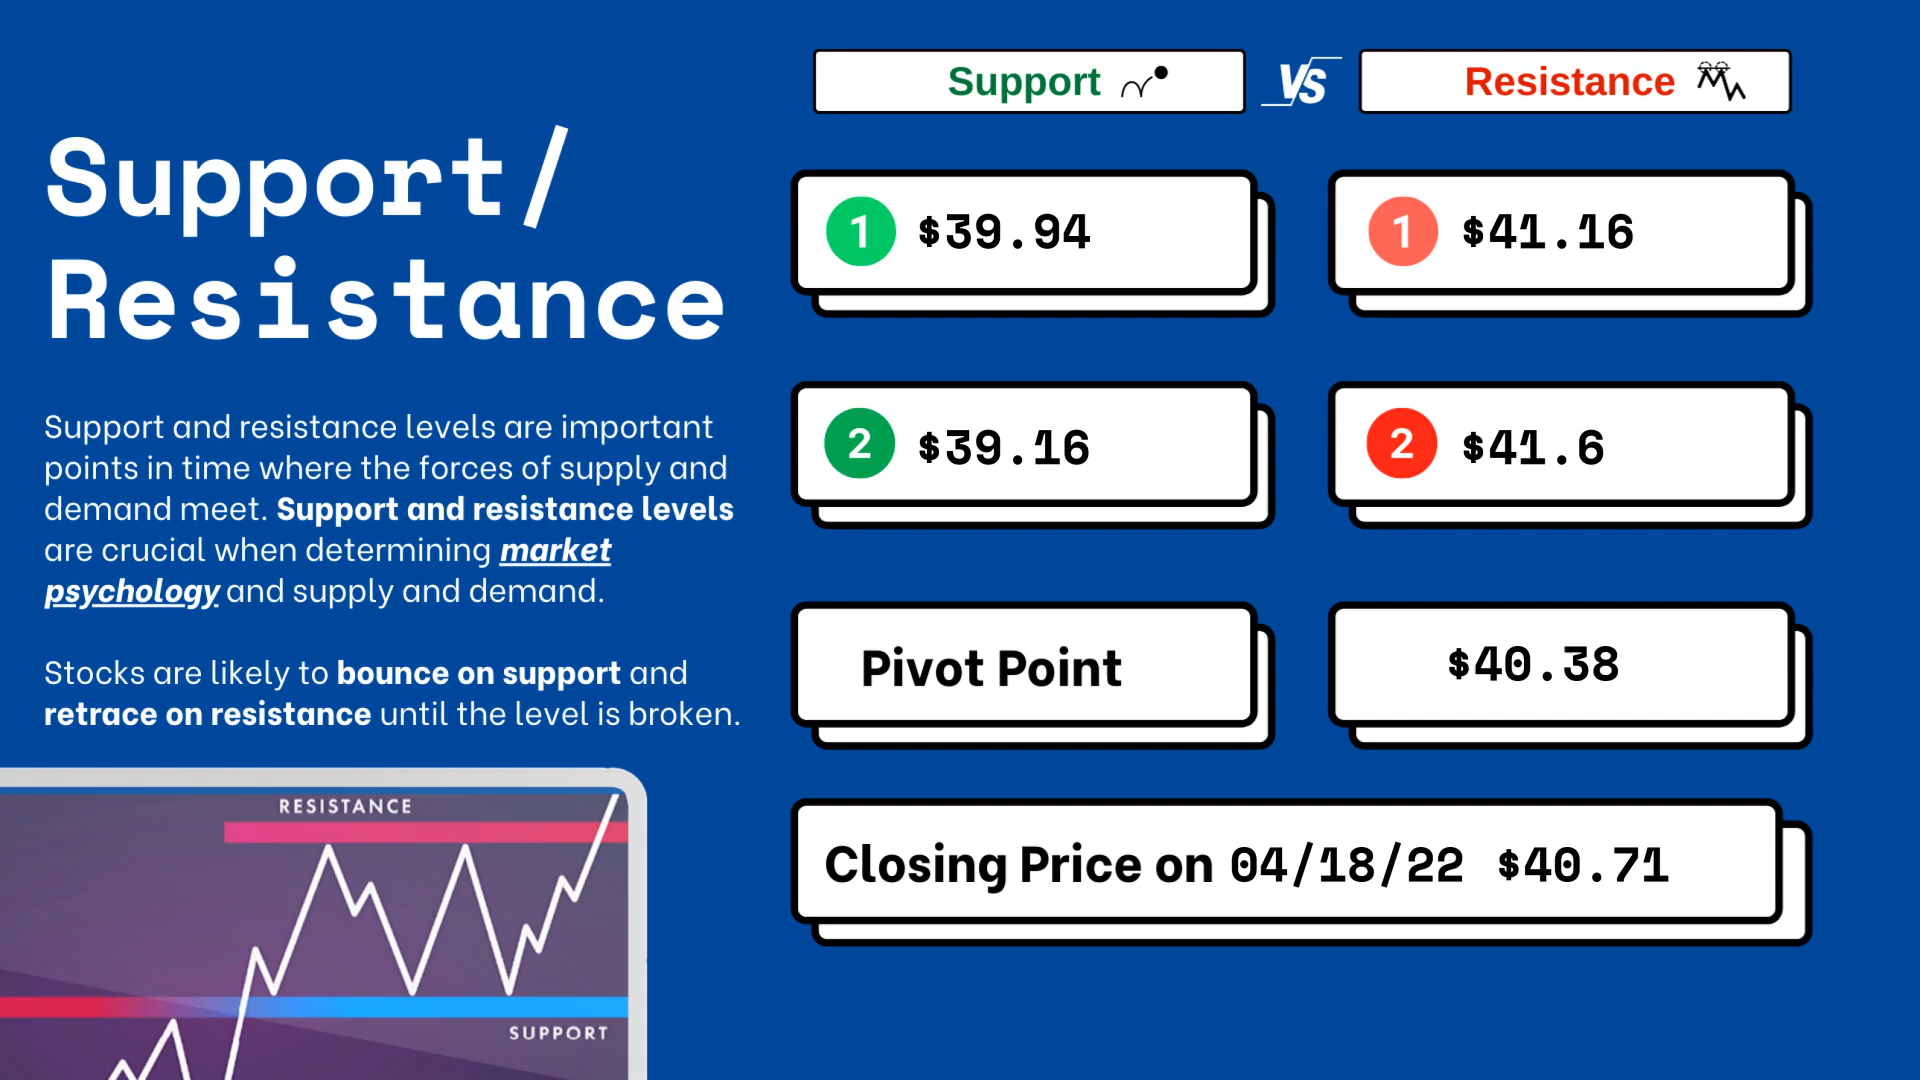 Support/
Resistance
Support and resistance levels are important
points in time where the forces of supply and
demand meet. Support and resistance levels
are crucial when determining market
psychology and supply and demand.
Stocks are likely to bounce on support and
retrace on resistance until the level is broken.
RESISTANCE
SUPPORT
Support VS Resistance
1 $39.94
1 $41.16
2 $39.16
2 $41.6
Pivot Point
$40.38
Closing Price on 04/18/22 $40.71